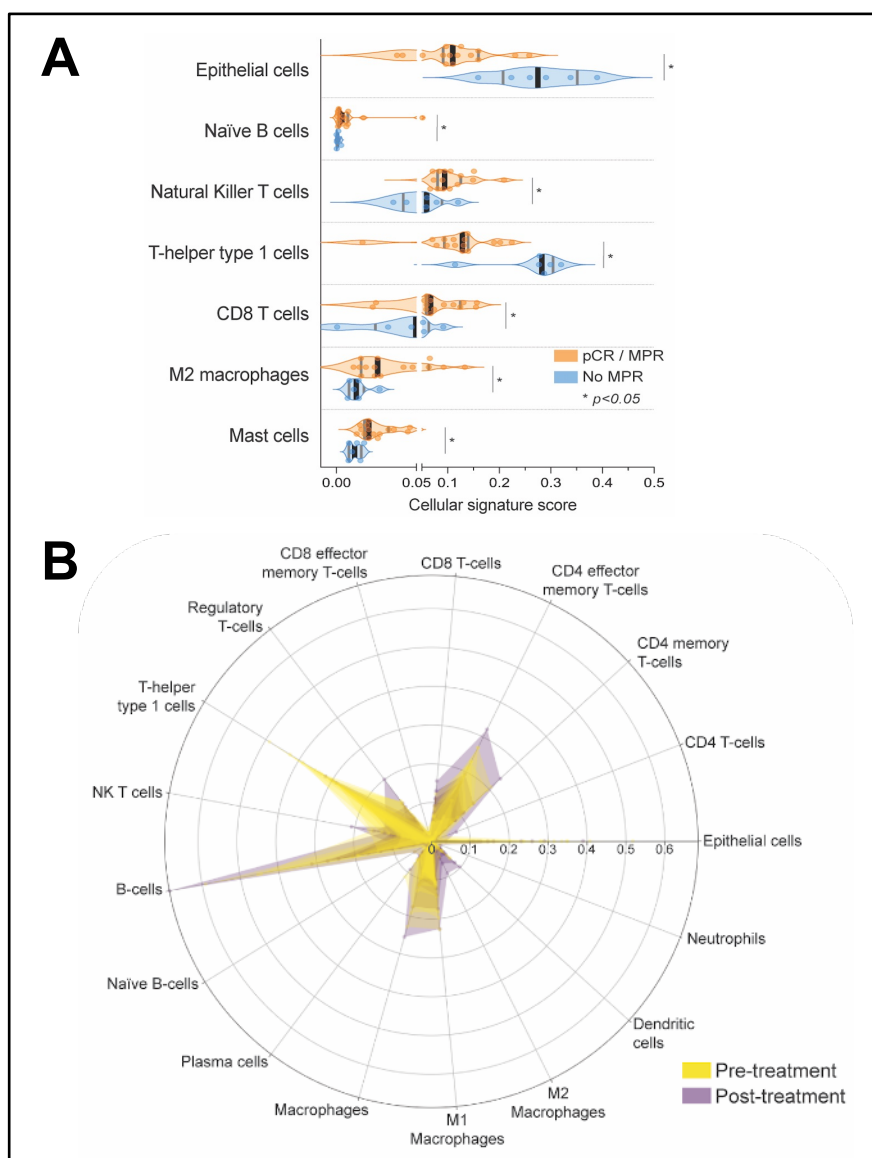 A
Epithelial cells
*
Naïve B cells
*
Natural Killer T cells
*
T-helper type 1 cells
*
CD8 T cells
*
M2 macrophages
*
pCR / MPR
No MPR
* p<0.05
Mast cells
*
0.00 0.05 0.1 0.2 0.3 0.4 0.5
Cellular signature score
B
CD8 effector
memory T-cells
CD8 T-cells
CD4 effector
memory T-cells
Regulatory
T-cells
CD4 memory
T-cells
T-helper
type 1 cells
CD4 T-cells
NK T cells
Epithelial cells
0 0.1 0.2 0.3 0.4 0.5 0.6
B-cells
Neutrophils
Naïve B-cells
Dendritic
cells
Plasma cells
Macrophages
M2
Macrophages
M1
Macrophages
Pre-treatment
Post-treatment